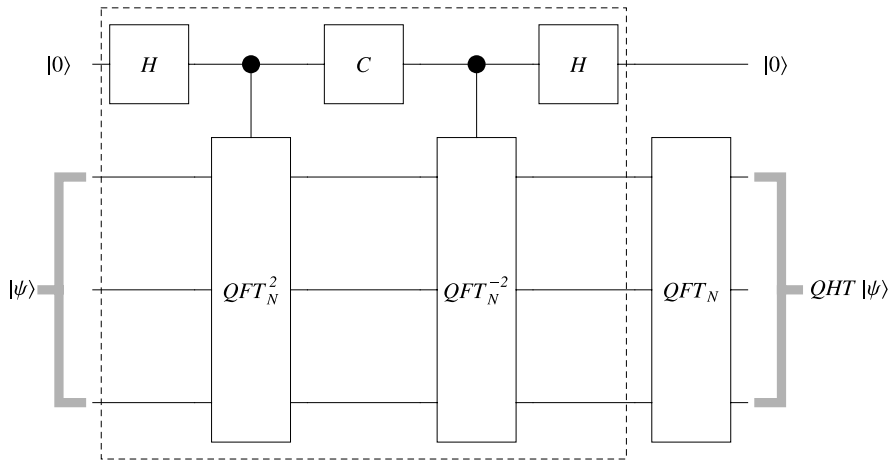 |0⟩ H C H |0⟩
|ψ⟩ QFT_N^2 QFT_N^{-2} QFT_N QHT |ψ⟩